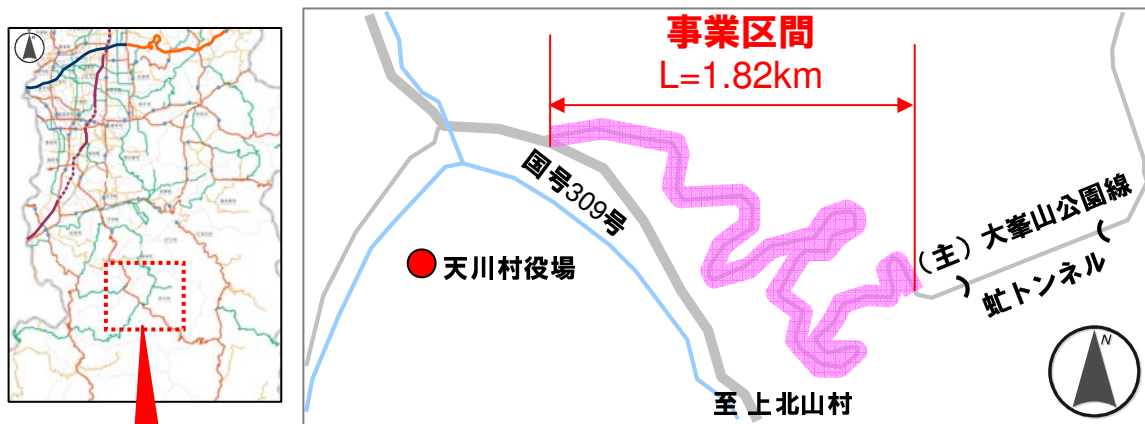 事業区間
L=1.82km
国号309号
天川村役場
(主) 大峯山公園線
虹トンネル
至 上北山村
N